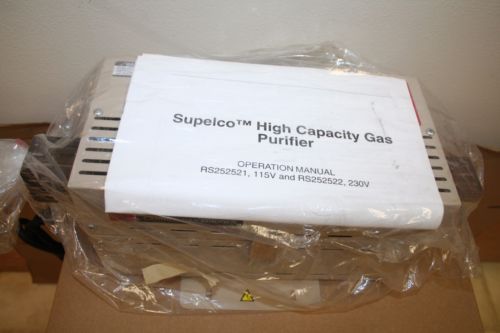 Supelco™ High Capacity Gas
Purifier
OPERATION MANUAL
RS252521, 115V and RS252522, 230V